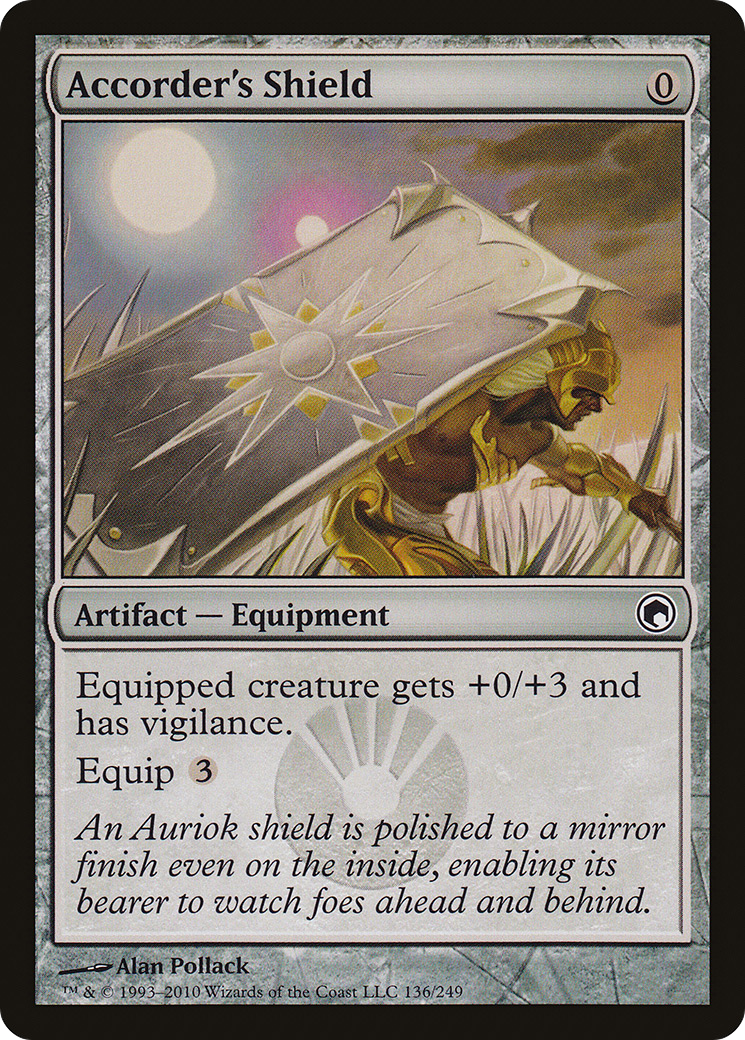 Accorder's Shield 0
Artifact — Equipment
Equipped creature gets +0/+3 and
has vigilance.
Equip 3
An Auriok shield is polished to a mirror
finish even on the inside, enabling its
bearer to watch foes ahead and behind.
Alan Pollack
™ & © 1993–2010 Wizards of the Coast LLC 136/249